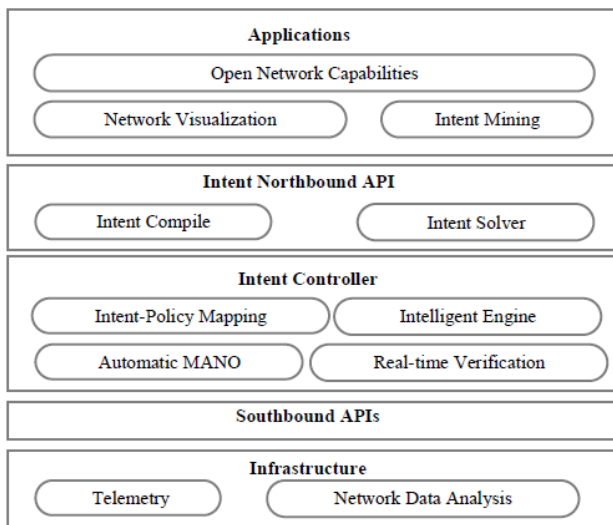 Applications
Open Network Capabilities
Network Visualization Intent Mining
Intent Northbound API
Intent Compile Intent Solver
Intent Controller
Intent-Policy Mapping Intelligent Engine
Automatic MANO Real-time Verification
Southbound APIs
Infrastructure
Telemetry Network Data Analysis